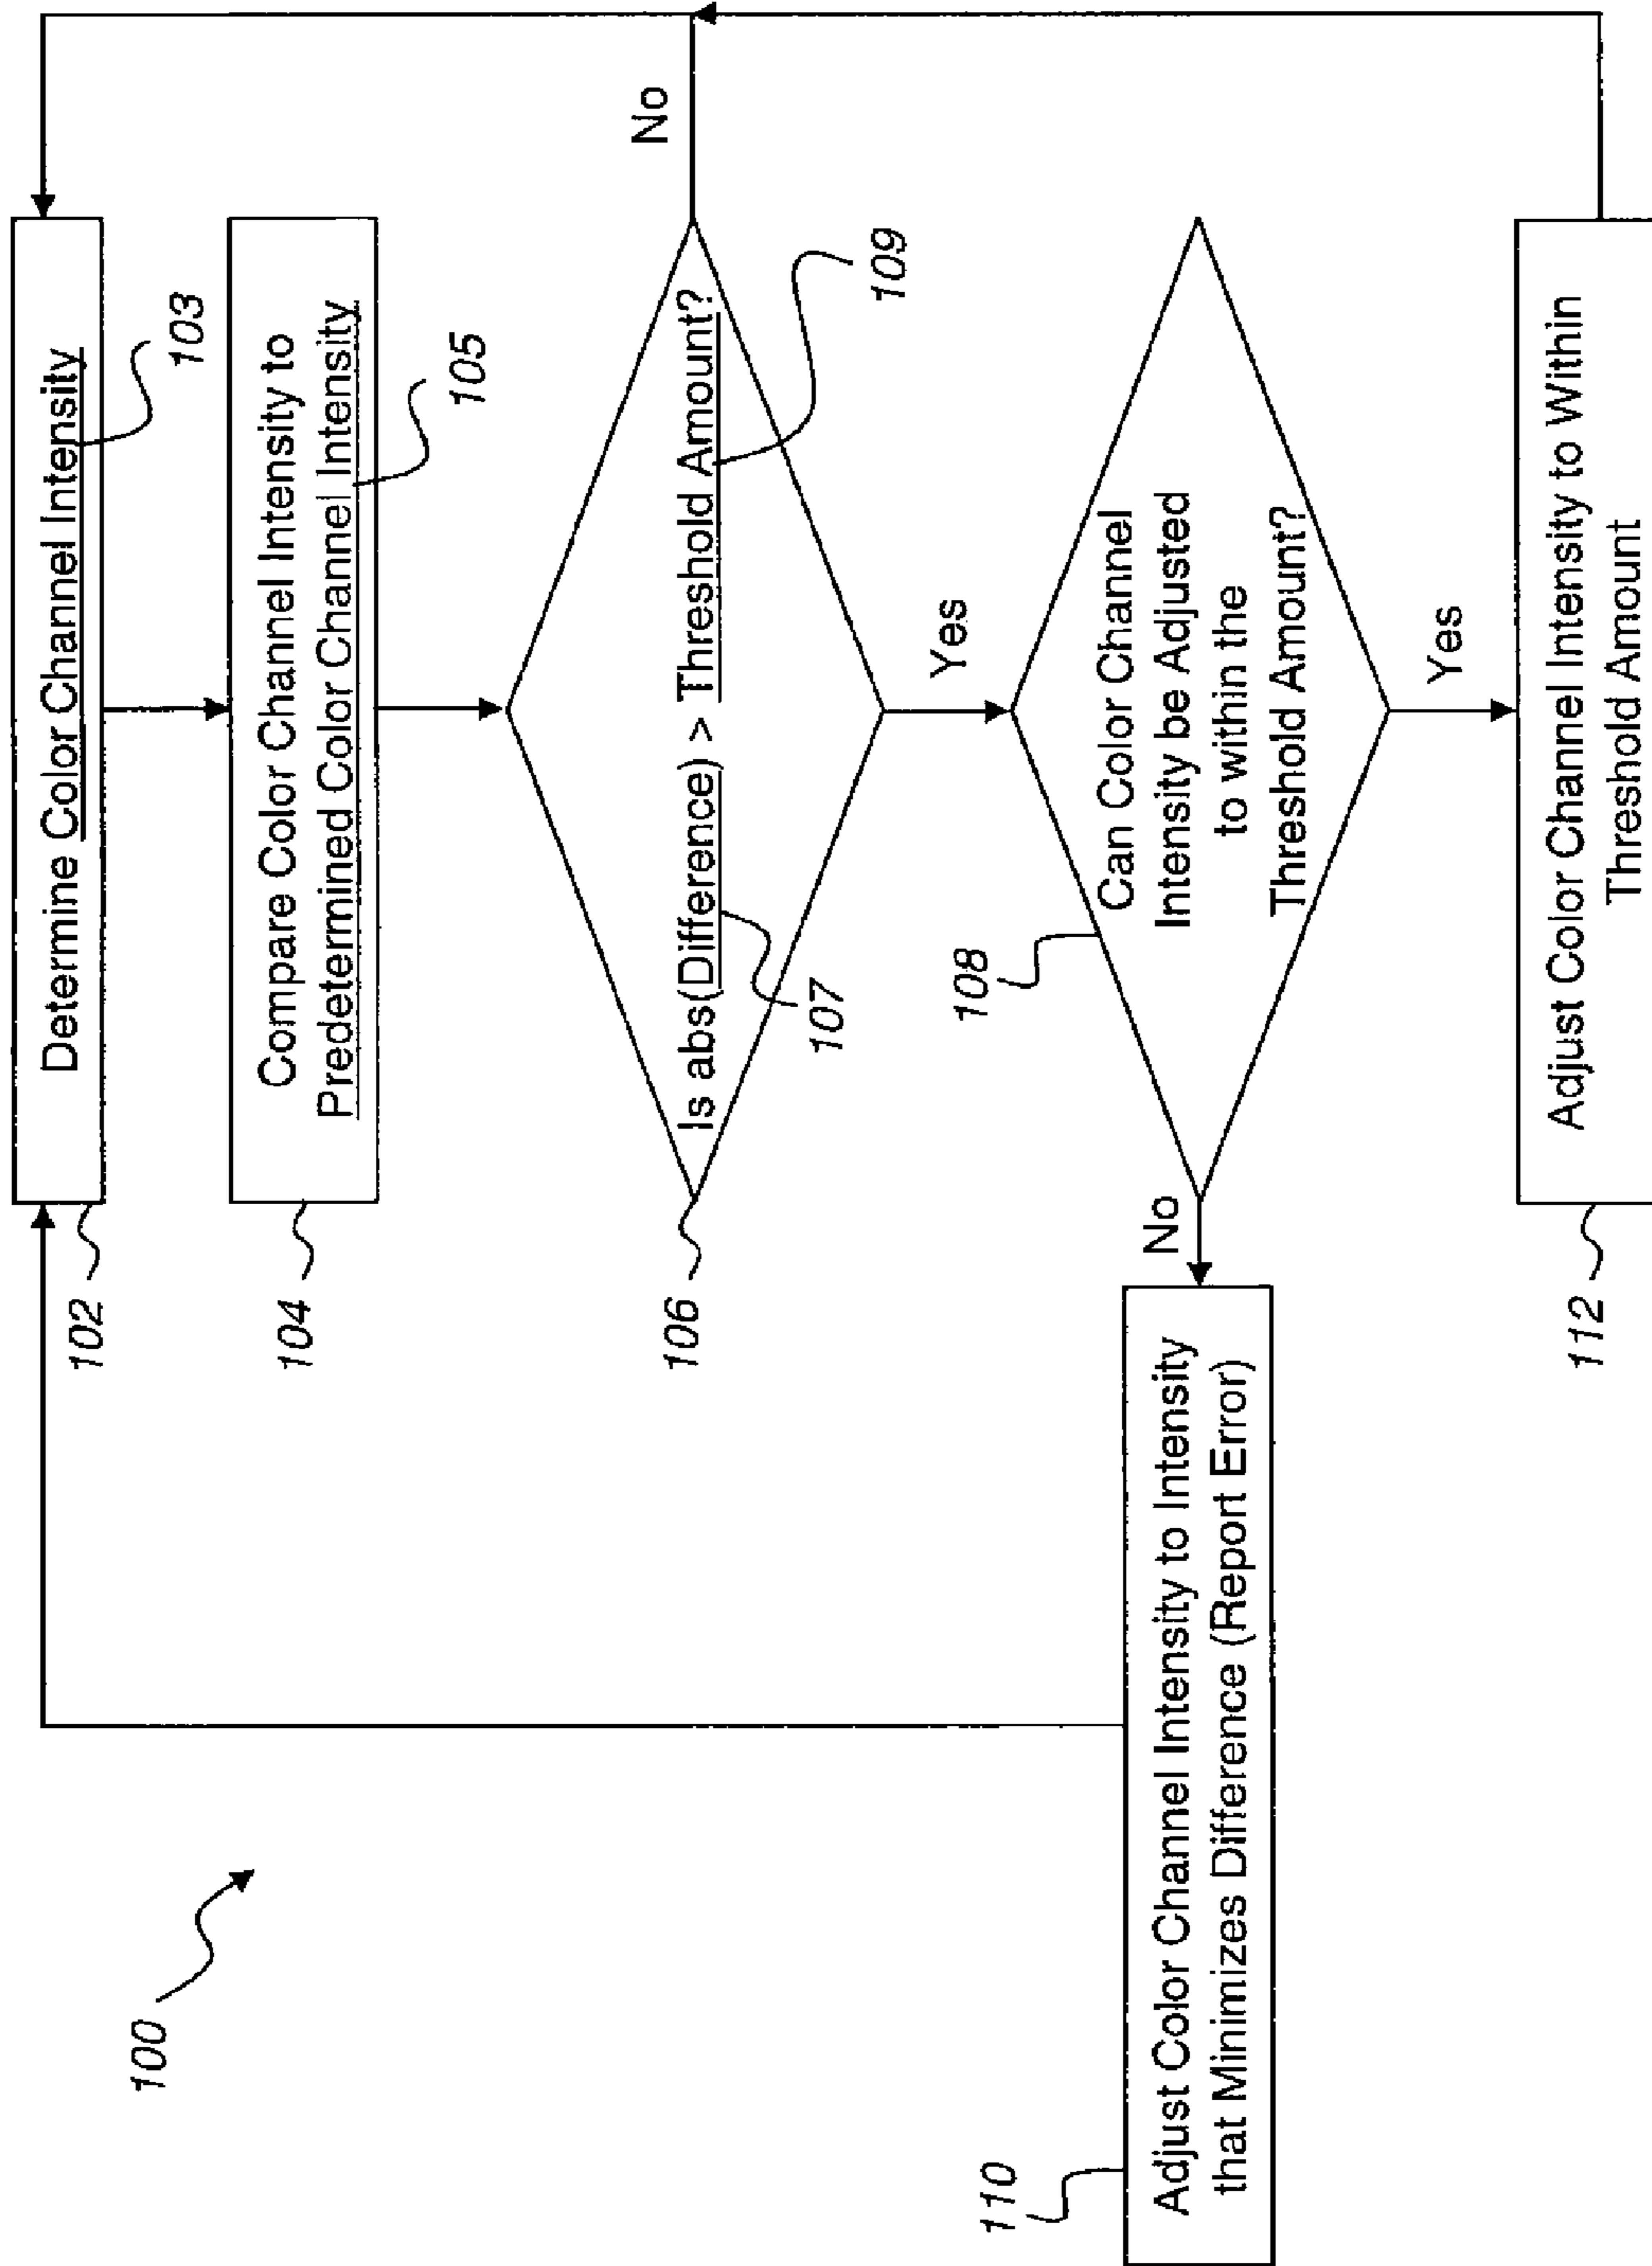 100
102
Determine Color Channel Intensity
103
104
Compare Color Channel Intensity to
Predetermined Color Channel Intensity
105
106
Is abs(Difference) > Threshold Amount?
107
109
No
Yes
108
Can Color Channel
Intensity be Adjusted
to within the
Threshold Amount?
No
Yes
110
Adjust Color Channel Intensity to Intensity
that Minimizes Difference (Report Error)
112
Adjust Color Channel Intensity to Within
Threshold Amount